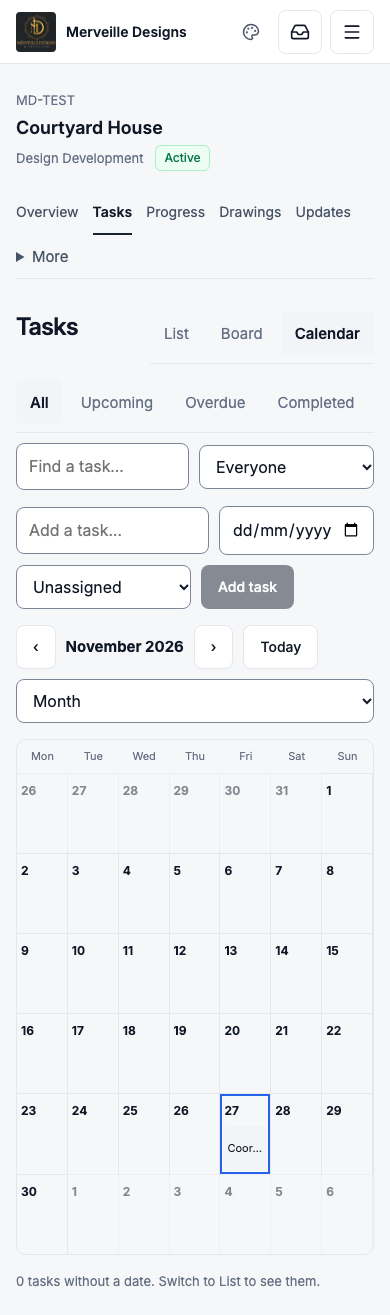 Merveille Designs
MD-TEST
Courtyard House
Design Development Active
Overview Tasks Progress Drawings Updates
More
Tasks List Board Calendar
All Upcoming Overdue Completed
Find a task... Everyone
Add a task... dd/mm/yyyy
Unassigned Add task
‹ November 2026 › Today
Month
Mon Tue Wed Thu Fri Sat Sun
26 27 28 29 30 31 1
2 3 4 5 6 7 8
9 10 11 12 13 14 15
16 17 18 19 20 21 22
23 24 25 26 27 28 29
Coor...
30 1 2 3 4 5 6
0 tasks without a date. Switch to List to see them.